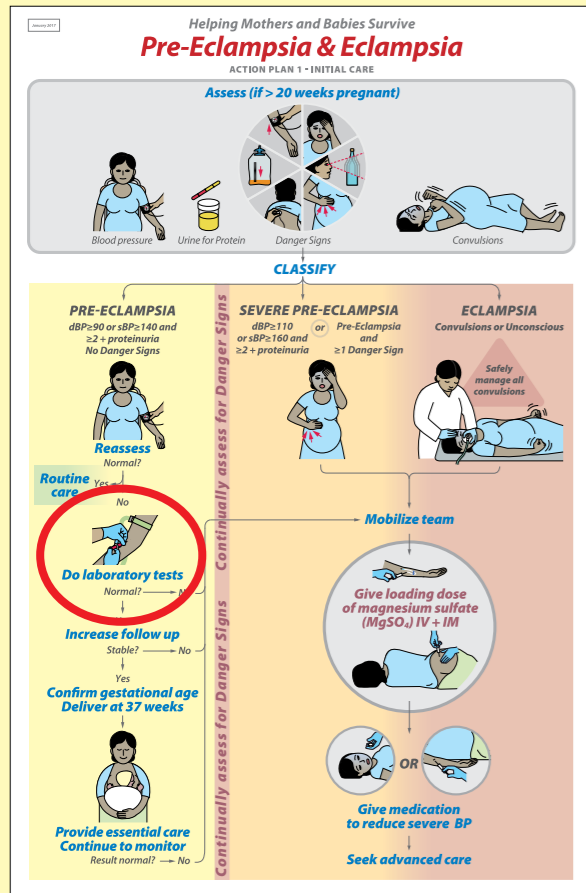 January 2017
Helping Mothers and Babies Survive
Pre-Eclampsia & Eclampsia
ACTION PLAN 1 - INITIAL CARE
Assess (if > 20 weeks pregnant)
Blood pressure
Urine for Protein
Danger Signs
Convulsions
CLASSIFY
PRE-ECLAMPSIA
dBP≥90 or sBP≥140 and
≥2 + proteinuria
No Danger Signs
Reassess
Normal?
Routine
care
Yes
No
Do laboratory tests
Normal? No
Increase follow up
Stable? No
Yes
Confirm gestational age
Deliver at 37 weeks
Provide essential care
Continue to monitor
Result normal? No
Continually assess for Danger Signs
Continually assess for Danger Signs
SEVERE PRE-ECLAMPSIA
dBP≥110
or sBP≥160 and
≥2 + proteinuria
or
Pre-Eclampsia
and
≥1 Danger Sign
ECLAMPSIA
Convulsions or Unconscious
Safely
manage all
convulsions
Mobilize team
Give loading dose
of magnesium sulfate
(MgSO₄) IV + IM
OR
Give medication
to reduce severe BP
Seek advanced care